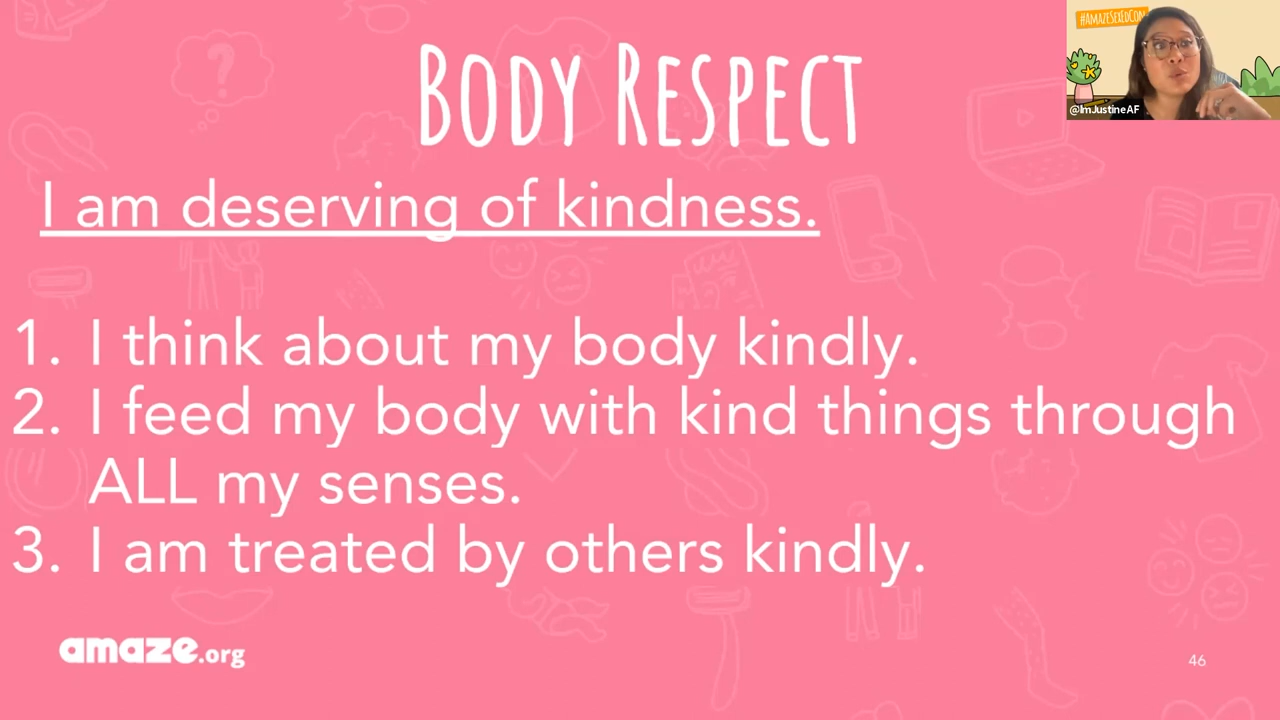 #AMAZESEXEDCON
@ImJustineAF
BODY RESPECT
I am deserving of kindness.
1. I think about my body kindly.
2. I feed my body with kind things through
ALL my senses.
3. I am treated by others kindly.
amaze.org
46